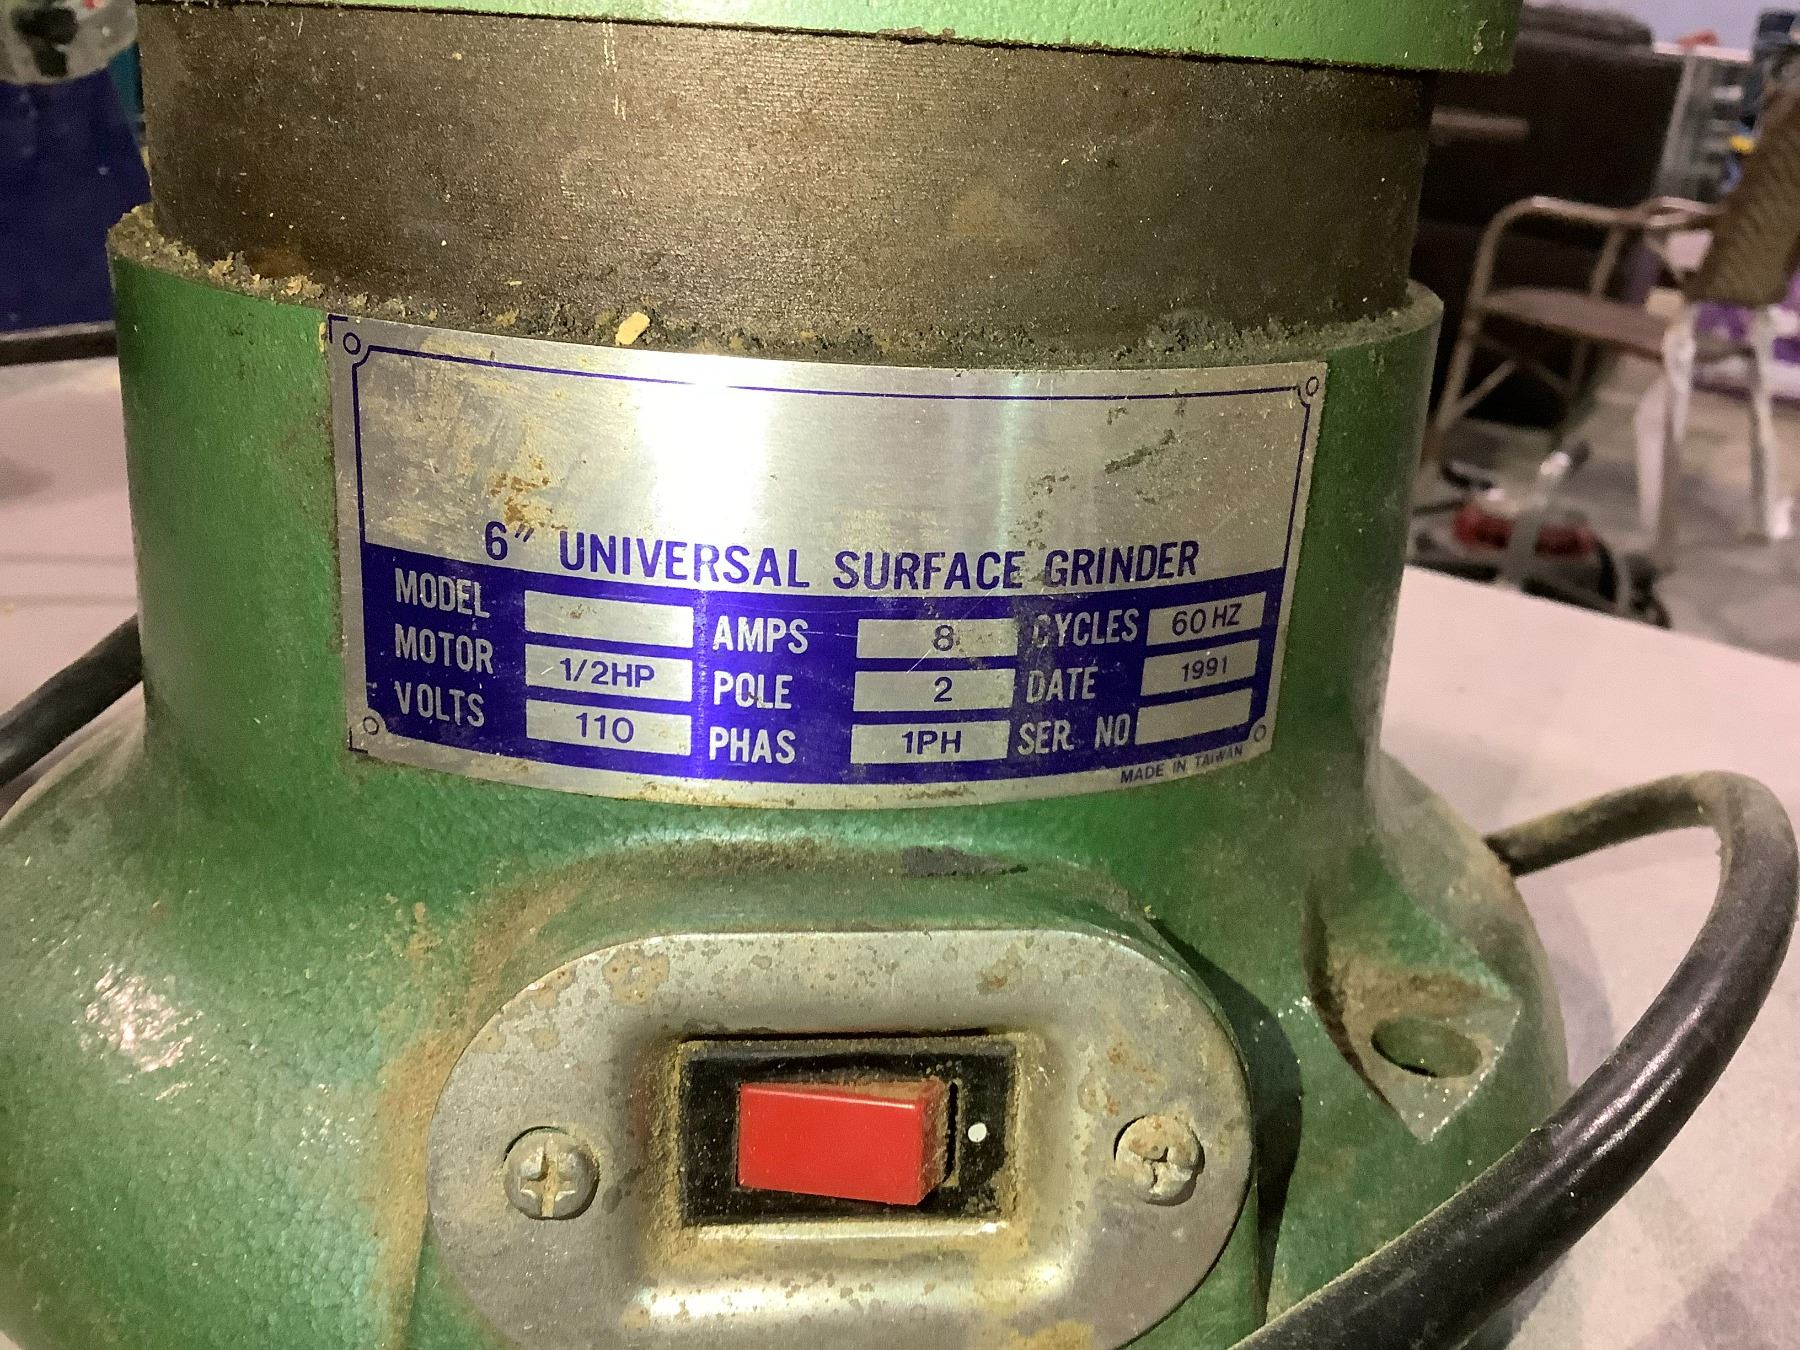 6" UNIVERSAL SURFACE GRINDER
MODEL AMPS 8 CYCLES 60 HZ
MOTOR 1/2HP POLE 2 DATE 1991
VOLTS 110 PHAS 1PH SER. NO
MADE IN TAIWAN